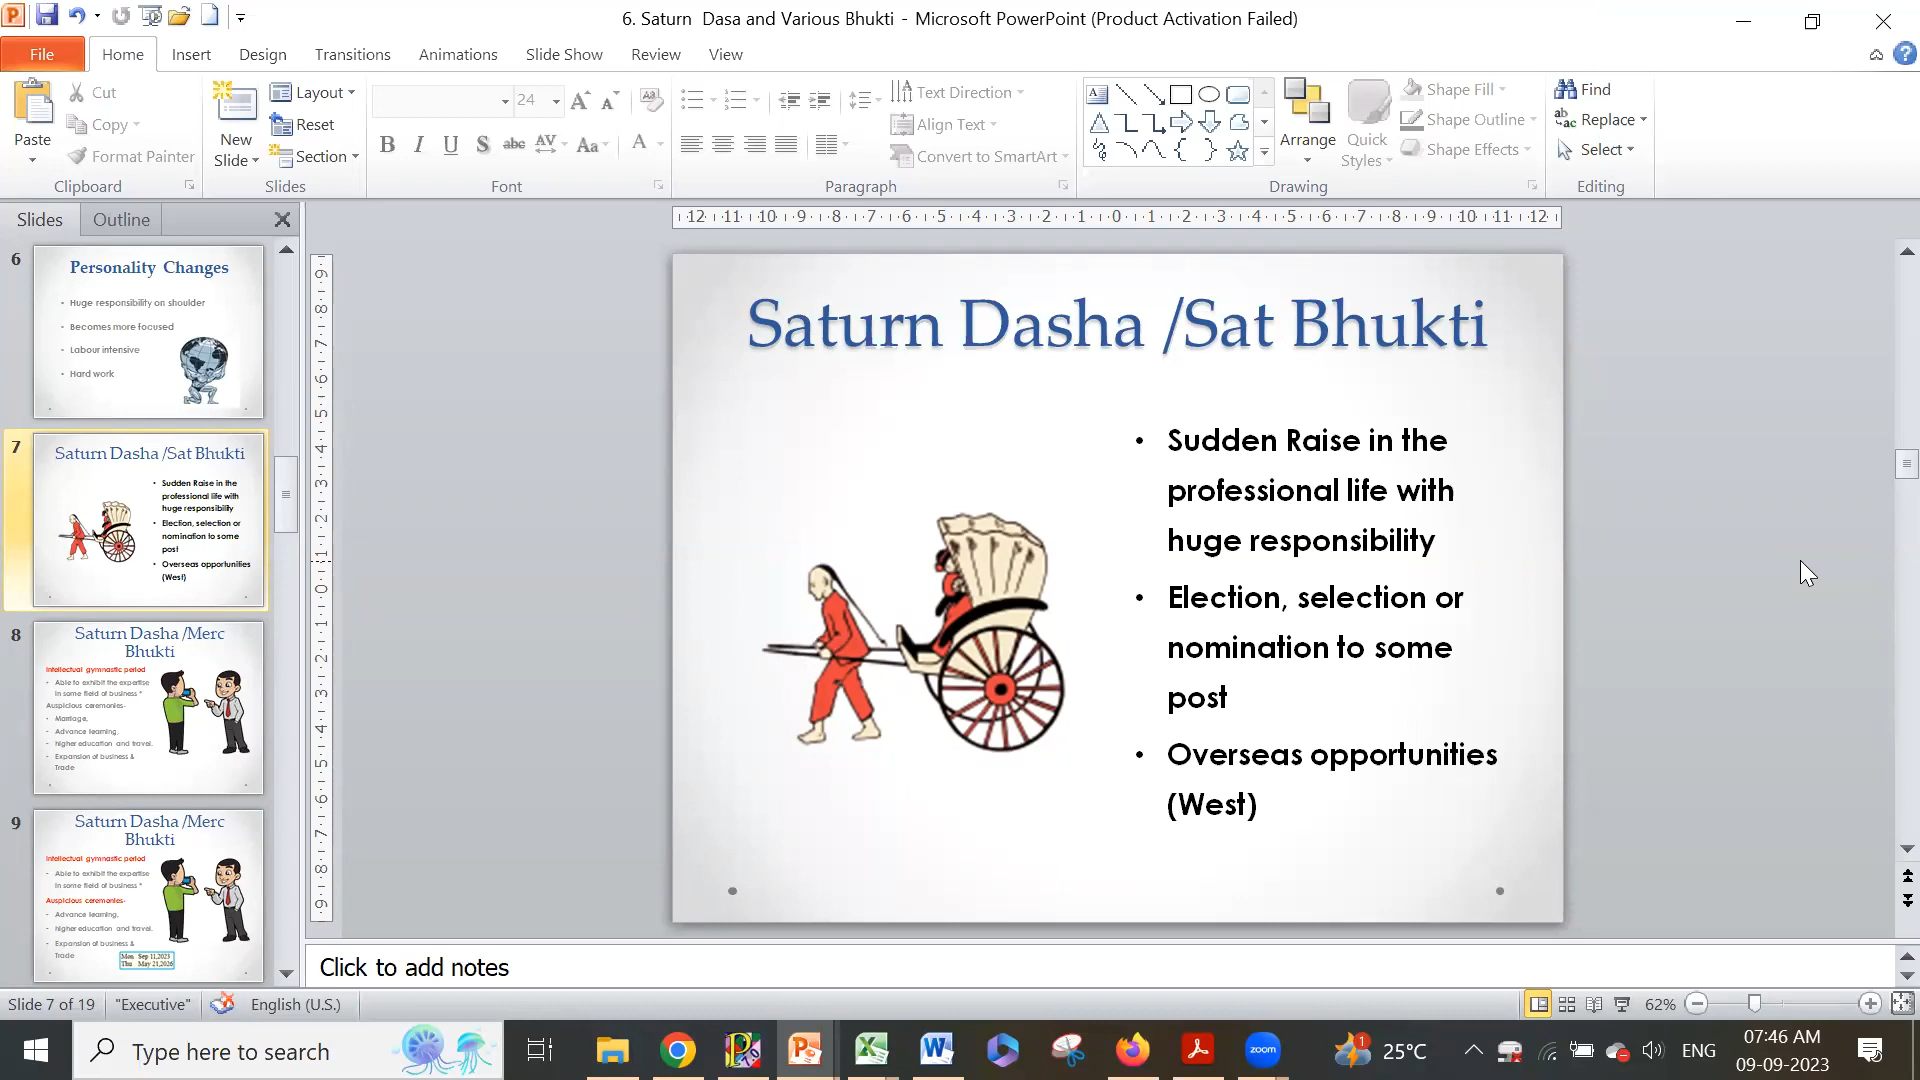 6. Saturn  Dasa and Various Bhukti - Microsoft PowerPoint (Product Activation Failed)
File Home Insert Design Transitions Animations Slide Show Review View
Paste Cut Copy Format Painter
Clipboard
New Slide Layout Reset Section
Slides
24
Font
Text Direction
Align Text
Convert to SmartArt
Paragraph
Arrange Quick Styles
Shape Fill
Shape Outline
Shape Effects
Drawing
Find
Replace
Select
Editing
Slides Outline
6
Personality Changes
• Huge responsibility on shoulder
• Becomes more focused
• Labour intensive
• Hard work
7
Saturn Dasha /Sat Bhukti
• Sudden Raise in the
professional life with
huge responsibility
• Election, selection or
nomination to some
post
• Overseas opportunities
(West)
8
Saturn Dasha /Merc
Bhukti
Intellectual gymnastic period
- Able to exhibit the expertise
in some field of business *
Auspicious ceremonies-
- Marriage,
- Advance learning,
- higher education and travel.
- Expansion of business &
Trade
9
Saturn Dasha /Merc
Bhukti
Intellectual gymnastic period
- Able to exhibit the expertise
in some field of business *
Auspicious ceremonies-
- Advance learning,
- higher education and travel.
- Expansion of business &
Trade
Mon Sep 11,2023
Thu May 21,2026
Saturn Dasha /Sat Bhukti
• Sudden Raise in the
professional life with
huge responsibility
• Election, selection or
nomination to some
post
• Overseas opportunities
(West)
Click to add notes
Slide 7 of 19 "Executive" English (U.S.) 62%
Type here to search
zoom
1
25°C
ENG
07:46 AM
09-09-2023